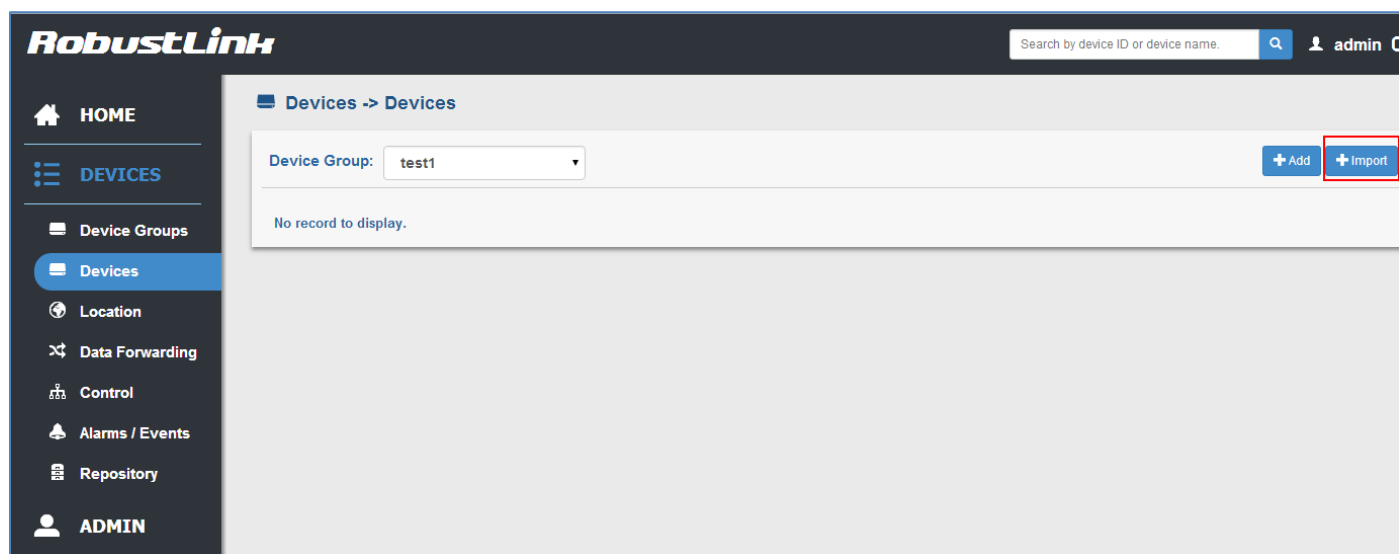 RobustLink
Search by device ID or device name.
admin
HOME
DEVICES
Device Groups
Devices
Location
Data Forwarding
Control
Alarms / Events
Repository
ADMIN
Devices -> Devices
Device Group: test1
+ Add + Import
No record to display.